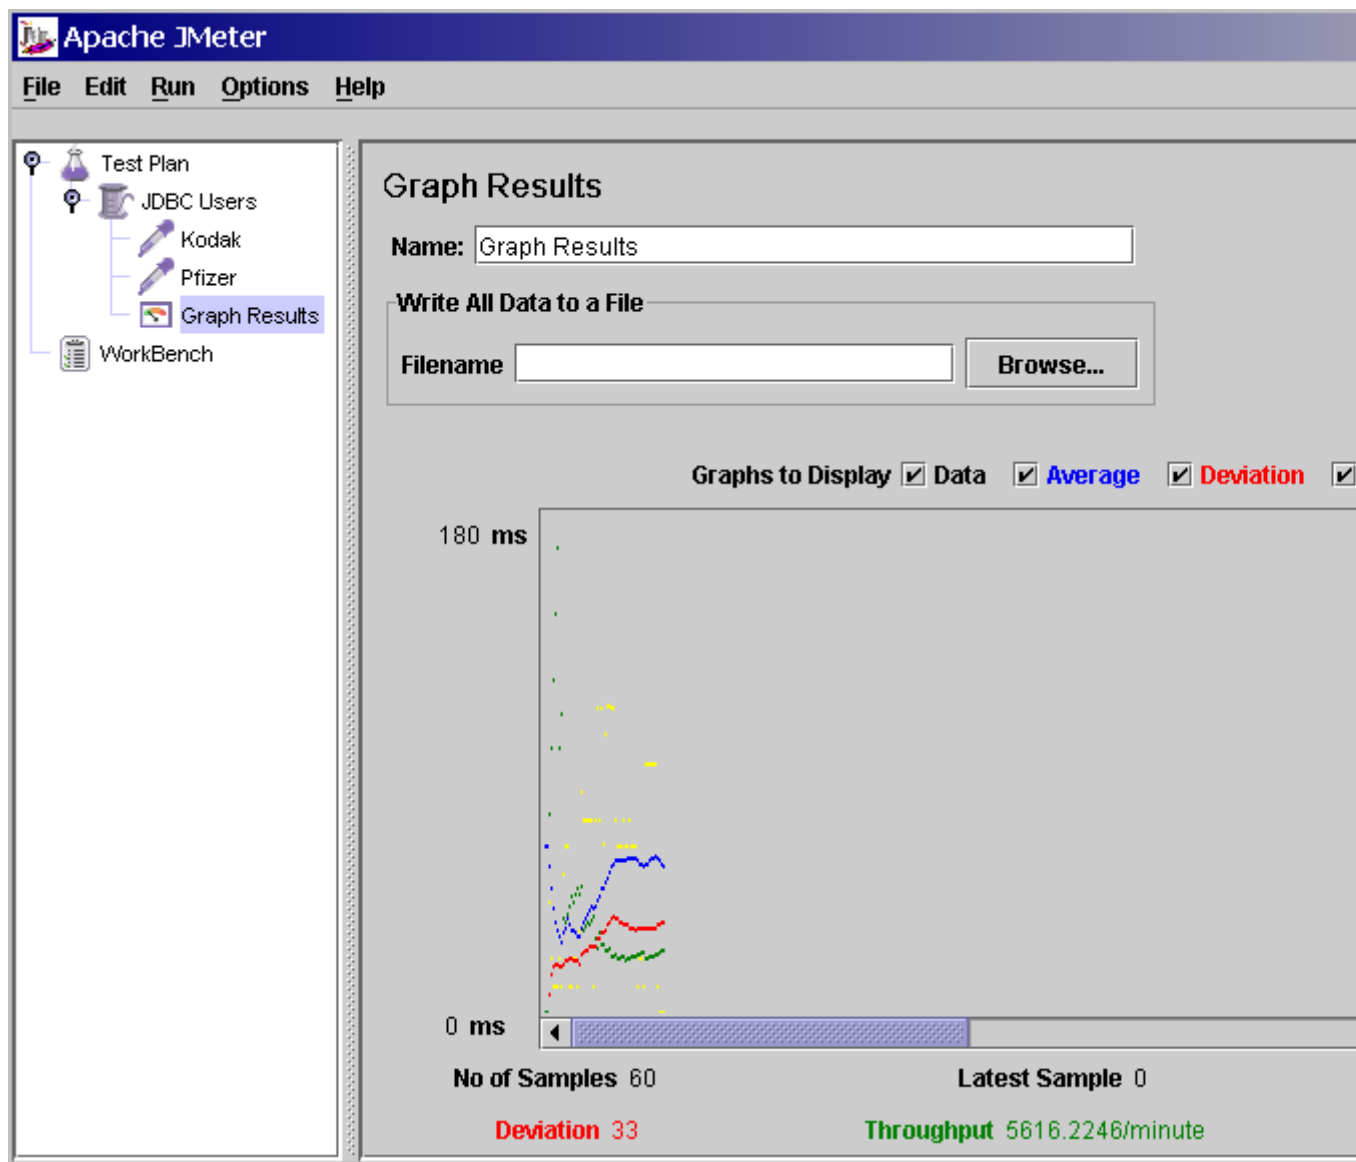 Apache JMeter
File Edit Run Options Help
Test Plan
JDBC Users
Kodak
Pfizer
Graph Results
WorkBench
Graph Results
Name: Graph Results
Write All Data to a File
Filename Browse...
Graphs to Display Data Average Deviation
180 ms
0 ms
No of Samples 60 Latest Sample 0
Deviation 33 Throughput 5616.2246/minute